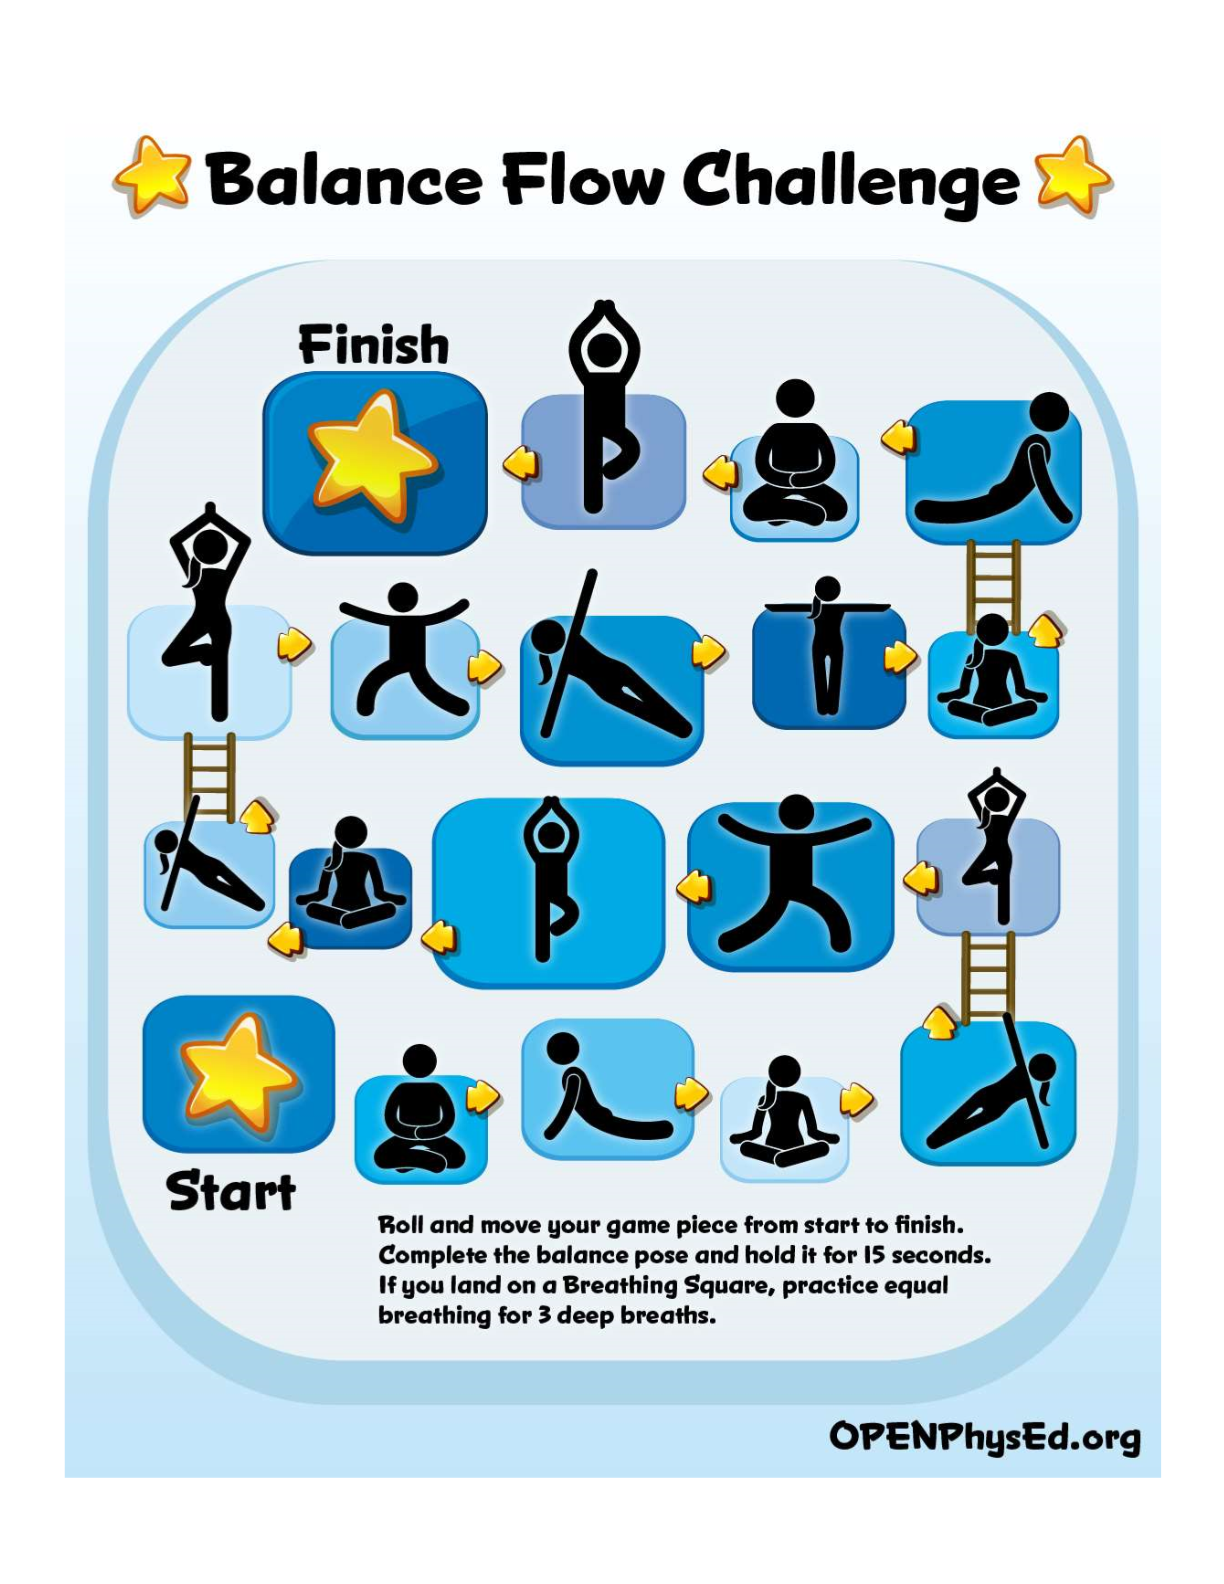 Balance Flow Challenge
Finish
Start
Roll and move your game piece from start to finish.
Complete the balance pose and hold it for 15 seconds.
If you land on a Breathing Square, practice equal
breathing for 3 deep breaths.
OPENPhysEd.org